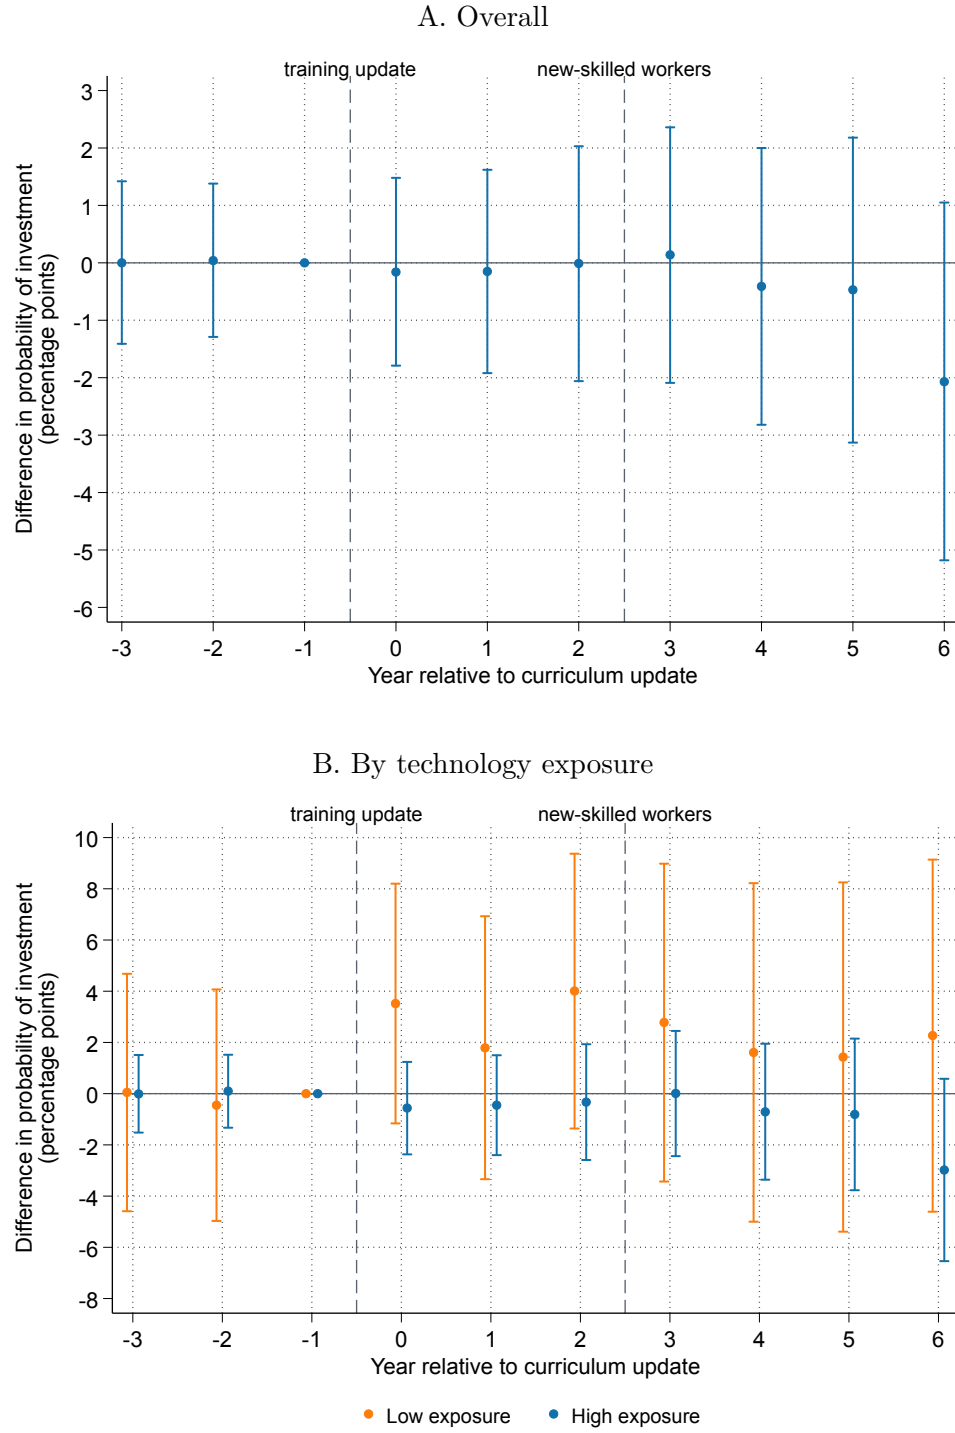 A. Overall
training update
new-skilled workers
3
2
1
0
-1
-2
-3
-4
-5
-6
Difference in probability of investment
(percentage points)
-3 -2 -1 0 1 2 3 4 5 6
Year relative to curriculum update
B. By technology exposure
training update
new-skilled workers
10
8
6
4
2
0
-2
-4
-6
-8
Difference in probability of investment
(percentage points)
-3 -2 -1 0 1 2 3 4 5 6
Year relative to curriculum update
Low exposure
High exposure